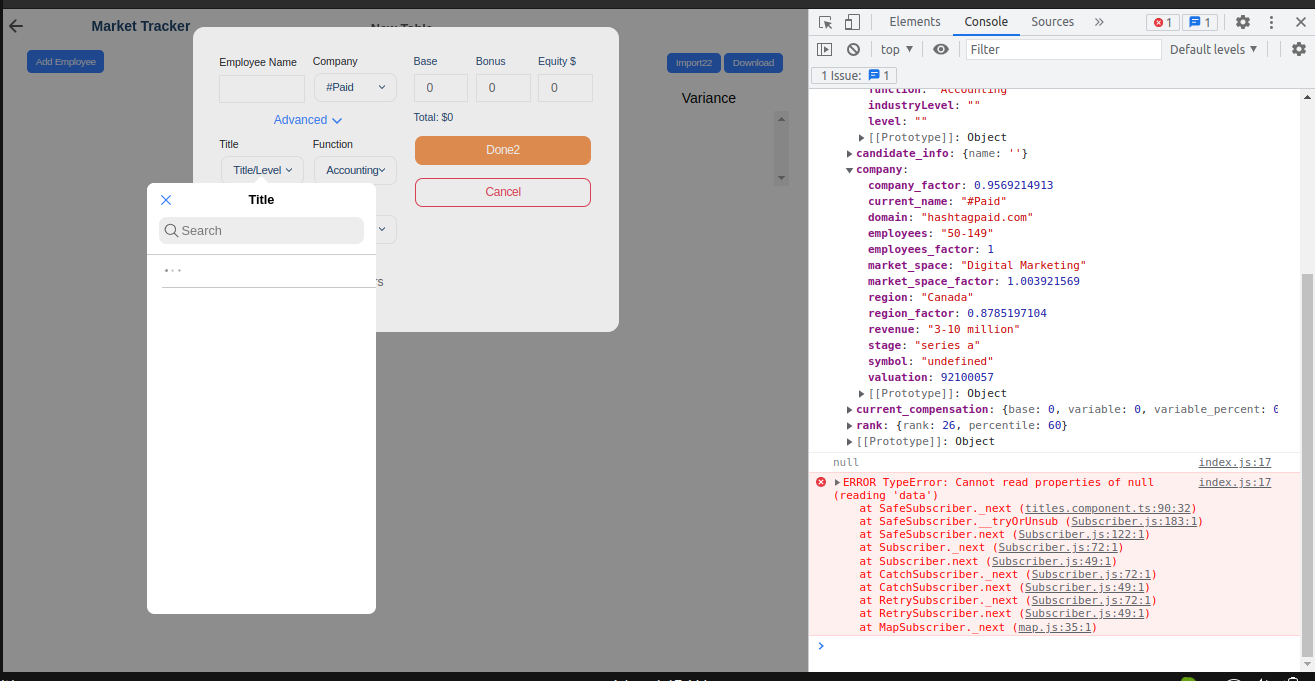 Market Tracker
New Table
Add Employee
Import22
Download
Variance
Employee Name
Company
Base
Bonus
Equity $
#Paid
0
0
0
Advanced
Total: $0
Title
Function
Done2
Title/Level
Accounting
Cancel
Title
Search
rs
Elements
Console
Sources
1
1
top
Filter
Default levels
1 Issue:
1
function: "Accounting"
industryLevel: ""
level: ""
[[Prototype]]: Object
candidate_info: {name: ''}
company:
company_factor: 0.9569214913
current_name: "#Paid"
domain: "hashtagpaid.com"
employees: "50-149"
employees_factor: 1
market_space: "Digital Marketing"
market_space_factor: 1.003921569
region: "Canada"
region_factor: 0.8785197104
revenue: "3-10 million"
stage: "series a"
symbol: "undefined"
valuation: 92100057
[[Prototype]]: Object
current_compensation: {base: 0, variable: 0, variable_percent: 0
rank: {rank: 26, percentile: 60}
[[Prototype]]: Object
null index.js:17
ERROR TypeError: Cannot read properties of null index.js:17
(reading 'data')
at SafeSubscriber._next (titles.component.ts:90:32)
at SafeSubscriber.__tryOrUnsub (Subscriber.js:183:1)
at SafeSubscriber.next (Subscriber.js:122:1)
at Subscriber._next (Subscriber.js:72:1)
at Subscriber.next (Subscriber.js:49:1)
at CatchSubscriber._next (Subscriber.js:72:1)
at CatchSubscriber.next (Subscriber.js:49:1)
at RetrySubscriber._next (Subscriber.js:72:1)
at RetrySubscriber.next (Subscriber.js:49:1)
at MapSubscriber._next (map.js:35:1)